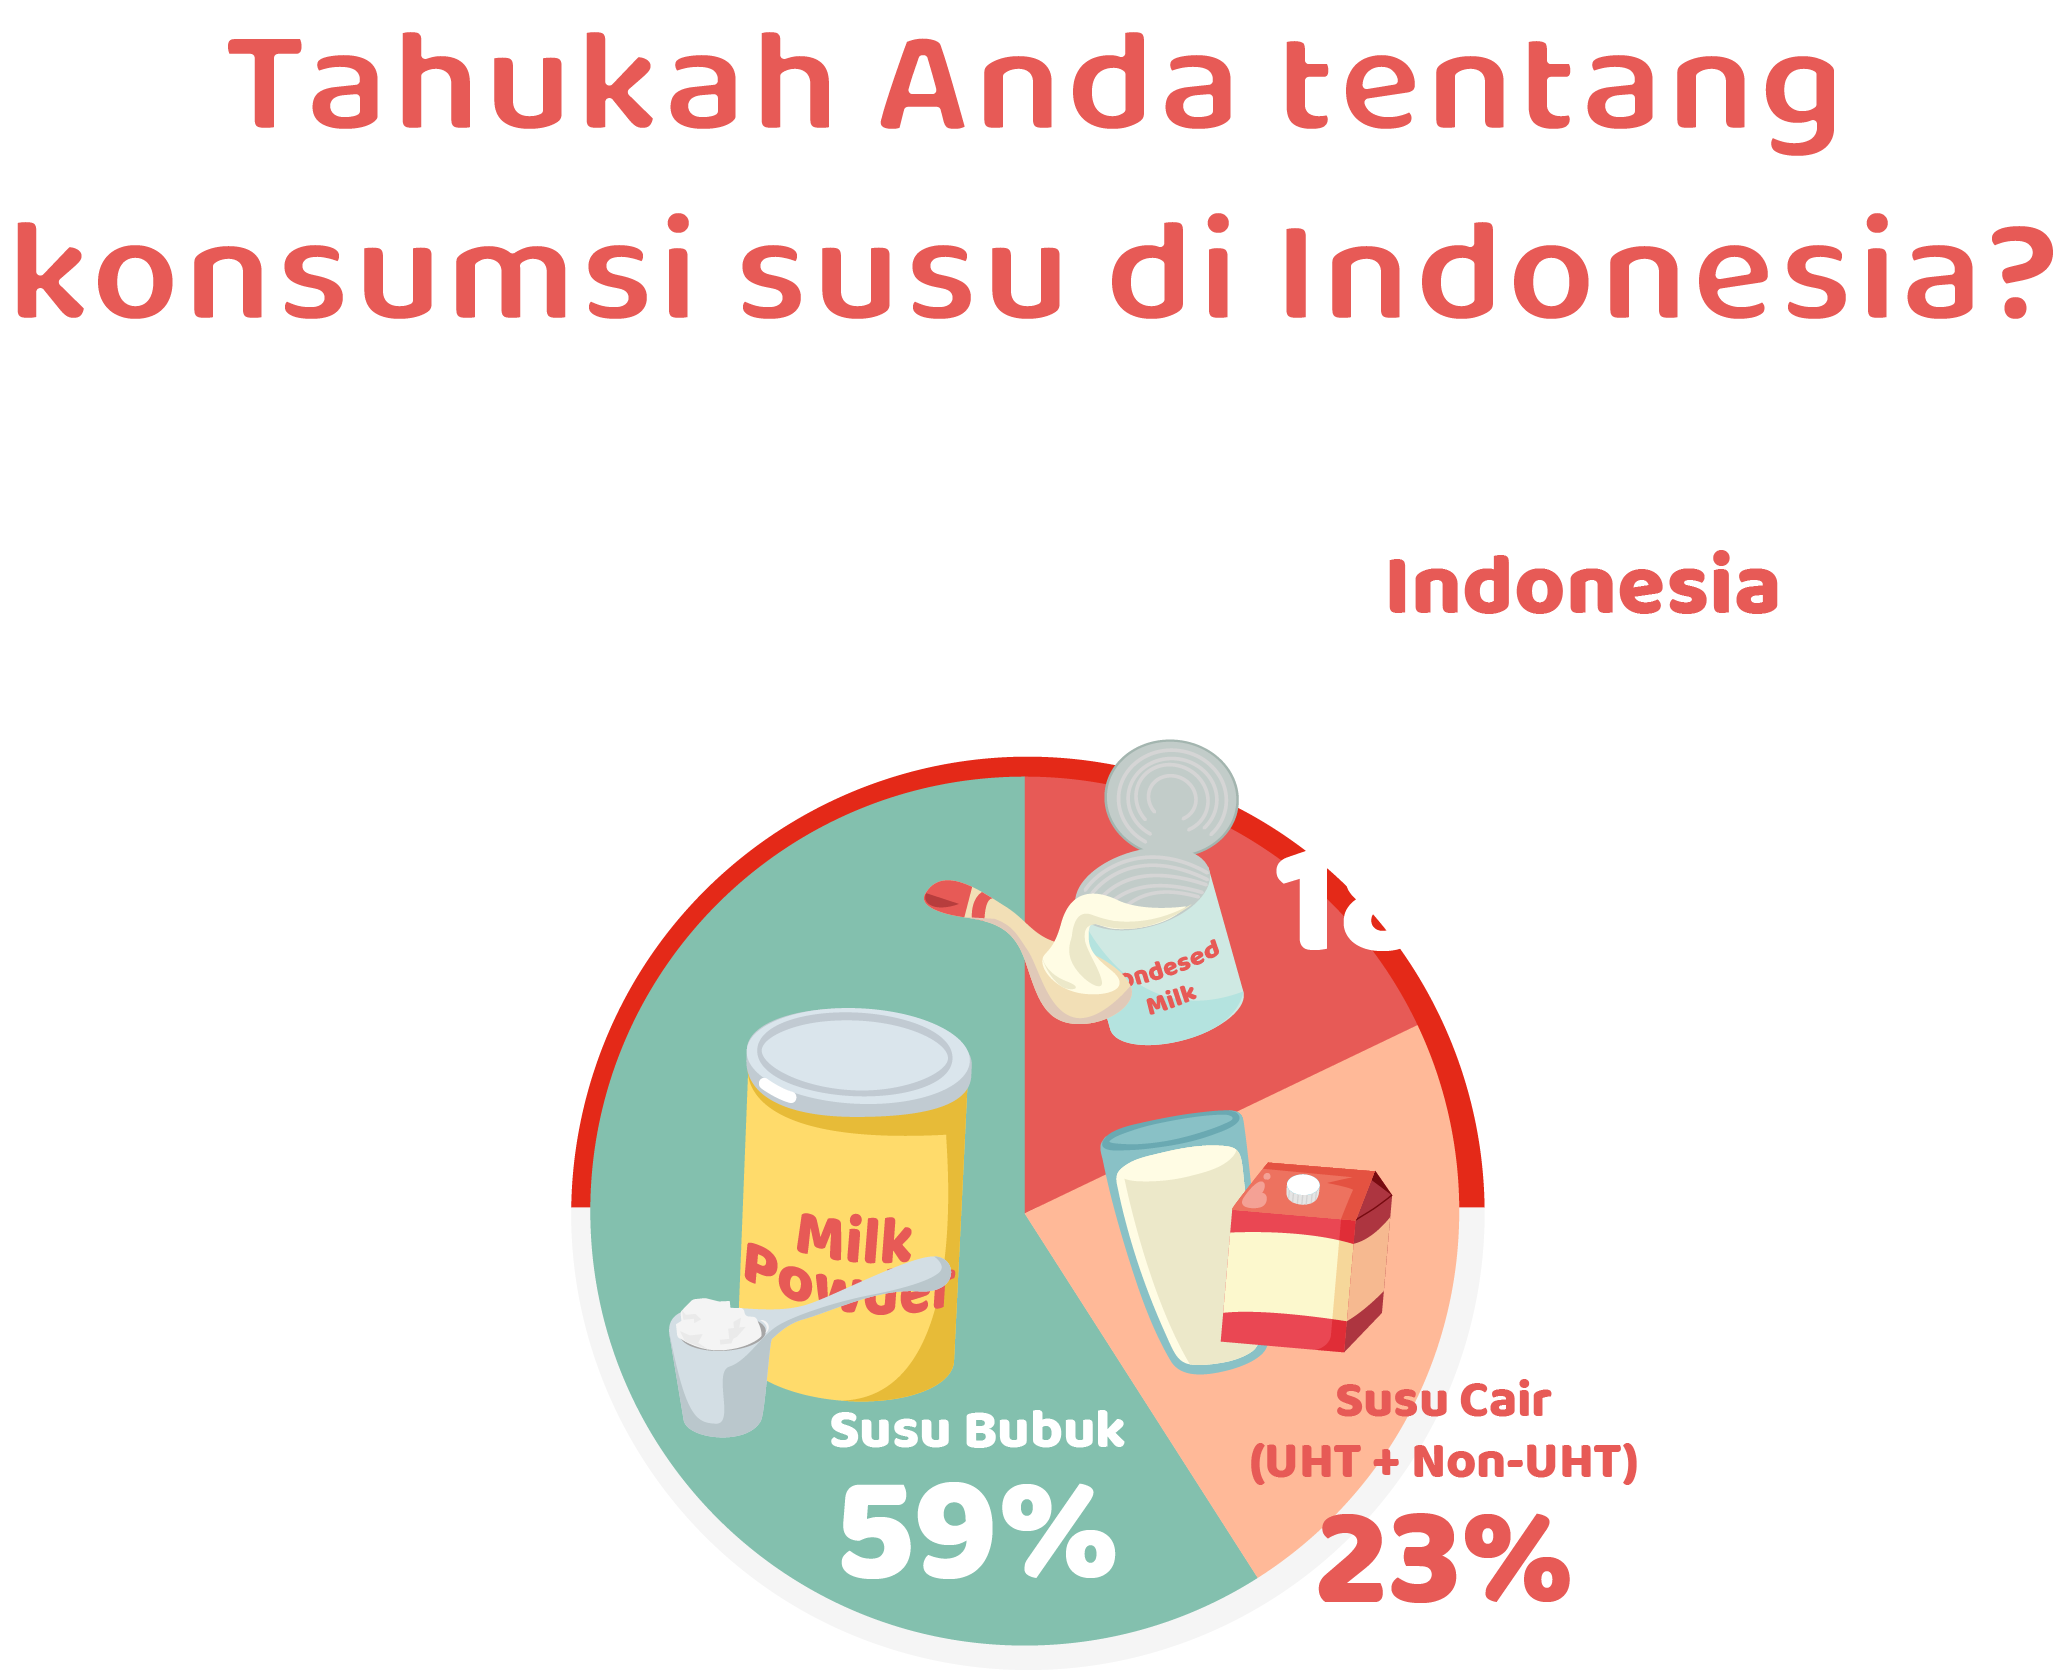 Tahukah Anda tentang
konsumsi susu di Indonesia?
Indonesia
Milk
Milk
Powder
Susu Bubuk
59%
Susu Cair
(UHT + Non-UHT)
23%